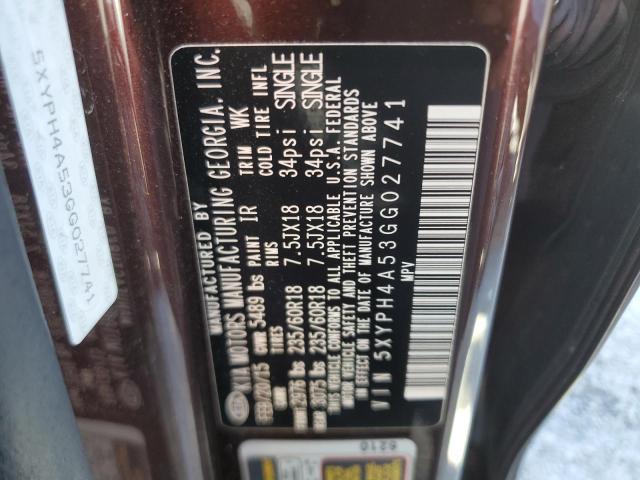 5XYPH4A53GG027741
MANUFACTURED BY
KIA MOTORS MANUFACTURING GEORGIA, INC.
FEB/20/15 GVWR 5489 lbs PAINT IR TRIM WK
TIRES RIMS COLD TIRE INFL
2976 lbs 235/60R18 7.5JX18 34psi SINGLE
3075 lbs 235/60R18 7.5JX18 34psi SINGLE
THIS VEHICLE CONFORMS TO ALL APPLICABLE U.S.A. FEDERAL
MOTOR VEHICLE SAFETY, BUMPER, AND THEFT PREVENTION STANDARDS
IN EFFECT ON THE DATE OF MANUFACTURE SHOWN ABOVE
VIN 5XYPH4A53GG027741
MPV
6210